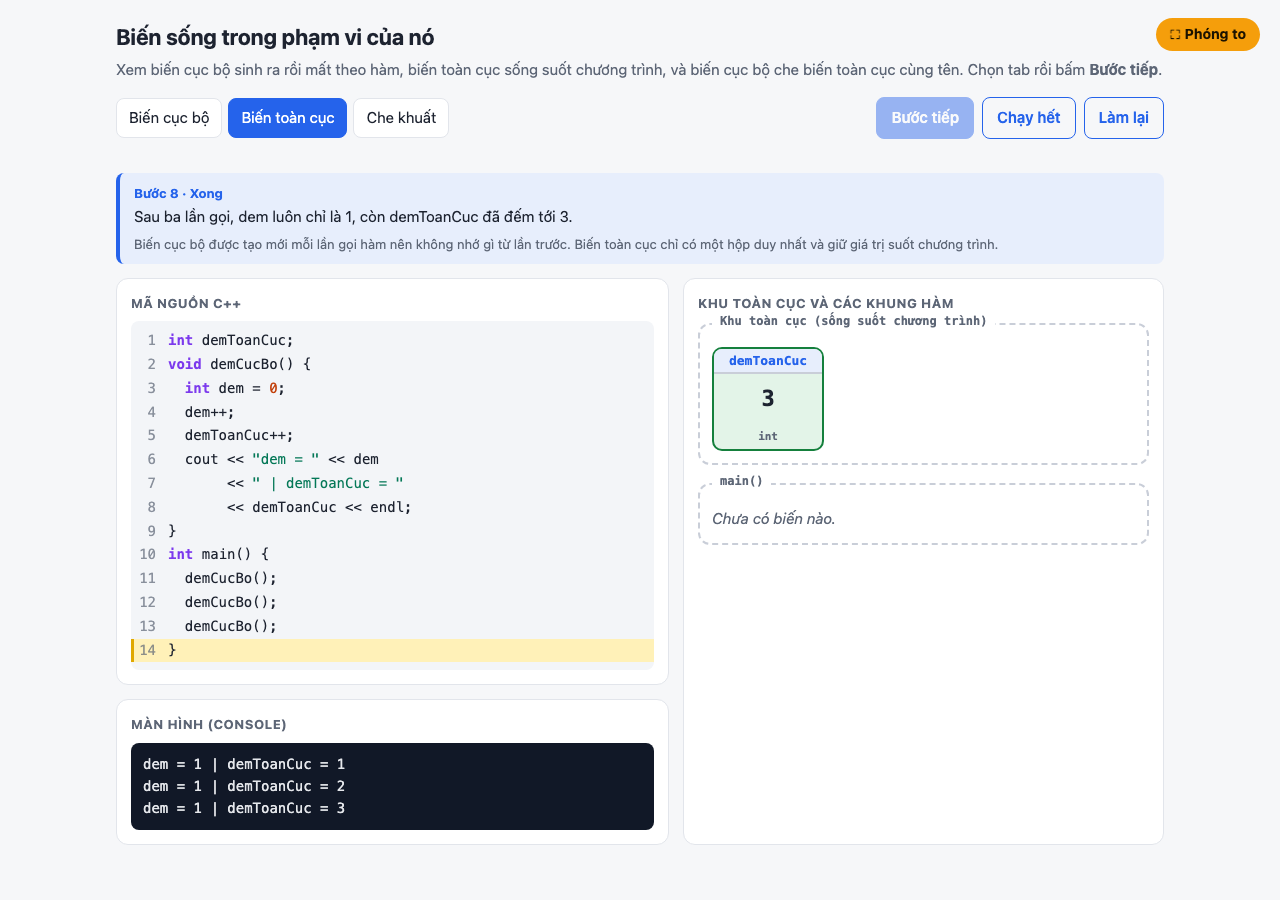 Biến sống trong phạm vi của nó
⛶ Phóng to
Xem biến cục bộ sinh ra rồi mất theo hàm, biến toàn cục sống suốt chương trình, và biến cục bộ che biến toàn cục cùng tên. Chọn tab rồi bấm Bước tiếp.
Biến cục bộ
Biến toàn cục
Che khuất
Bước tiếp
Chạy hết
Làm lại
Bước 8 · Xong
Sau ba lần gọi, dem luôn chỉ là 1, còn demToanCuc đã đếm tới 3.
Biến cục bộ được tạo mới mỗi lần gọi hàm nên không nhớ gì từ lần trước. Biến toàn cục chỉ có một hộp duy nhất và giữ giá trị suốt chương trình.
MÃ NGUỒN C++
1 int demToanCuc;
2 void demCucBo() {
3   int dem = 0;
4   dem++;
5   demToanCuc++;
6   cout << "dem = " << dem
7        << " | demToanCuc = "
8        << demToanCuc << endl;
9 }
10 int main() {
11   demCucBo();
12   demCucBo();
13   demCucBo();
14 }
MÀN HÌNH (CONSOLE)
dem = 1 | demToanCuc = 1
dem = 1 | demToanCuc = 2
dem = 1 | demToanCuc = 3
KHU TOÀN CỤC VÀ CÁC KHUNG HÀM
Khu toàn cục (sống suốt chương trình)
demToanCuc
3
int
main()
Chưa có biến nào.